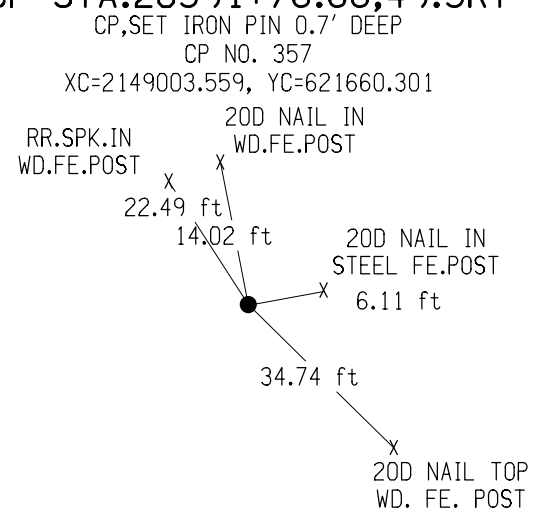 CP,SET IRON PIN 0.7' DEEP
CP NO. 357
XC=2149003.559, YC=621660.301
20D NAIL IN
WD.FE.POST
RR.SPK.IN
WD.FE.POST
22.49 ft
14.02 ft
20D NAIL IN
STEEL FE.POST
6.11 ft
34.74 ft
20D NAIL TOP
WD. FE. POST